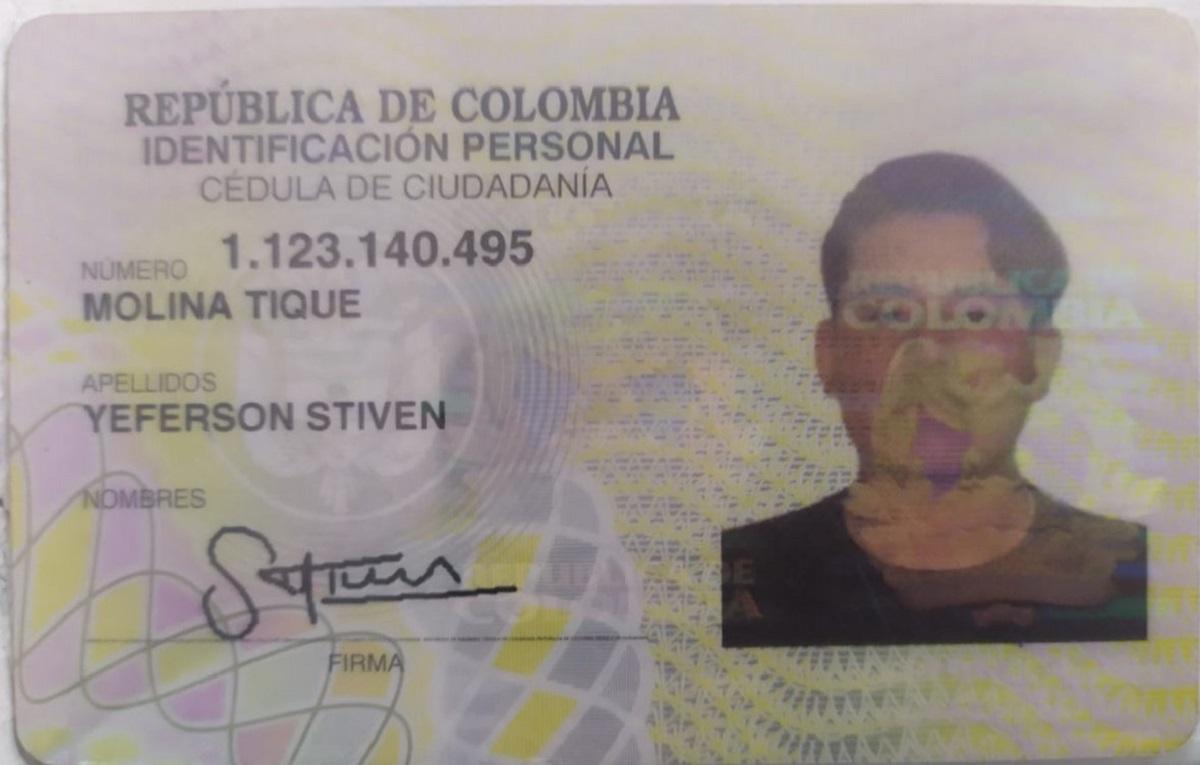 REPÚBLICA DE COLOMBIA
IDENTIFICACIÓN PERSONAL
CÉDULA DE CIUDADANÍA
NÚMERO 1.123.140.495
MOLINA TIQUE
APELLIDOS
YEFERSON STIVEN
NOMBRES
FIRMA
COLOMBIA